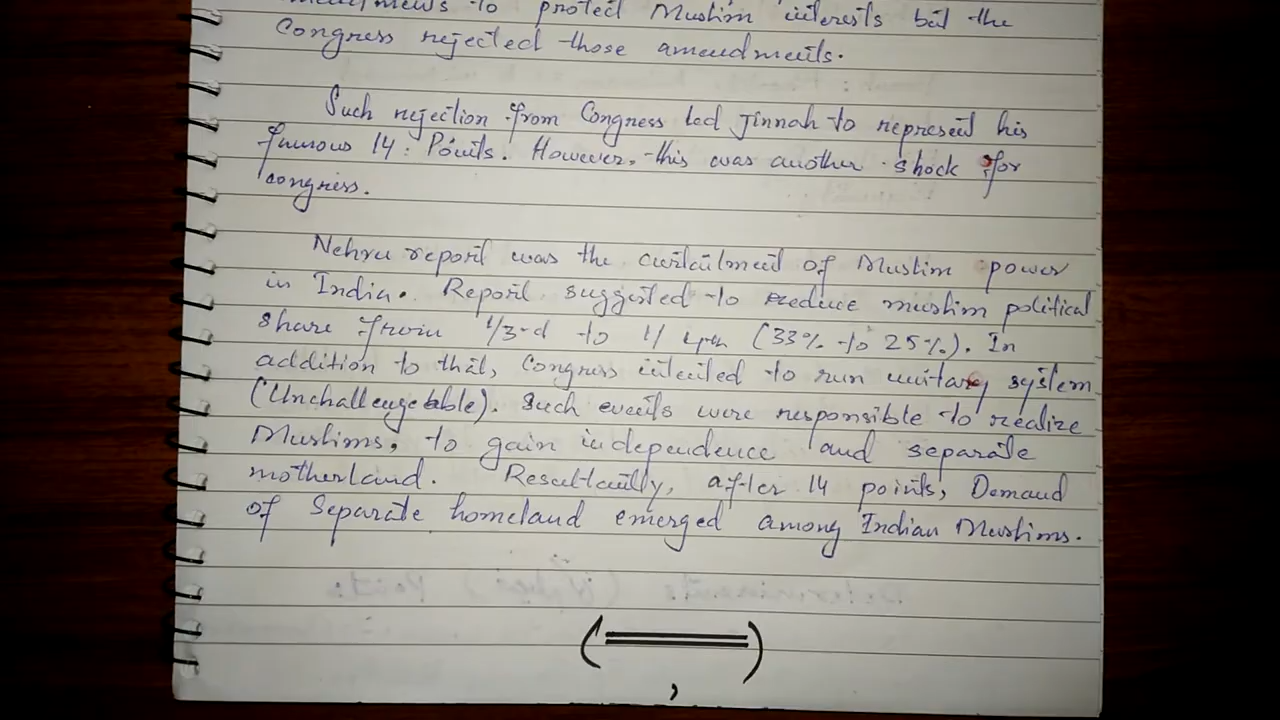 to protect Muslim interests but the
Congress rejected those amendments.
Such rejection from Congress led Jinnah to represent his
famous 14 : Points. However, this was another shock for
congress.
Nehru report was the curtailment of Muslim power
in India. Report suggested to reduce muslim political
share from 1/3-d to 1/4th (33% to 25%). In
addition to that, Congress intented to run unitary system
(Unchallengeable). Such events were responsible to realize
Muslims, to gain independence and separate
motherland. Resultantly, after 14 points, Demand
of Separate homeland emerged among Indian Muslims.